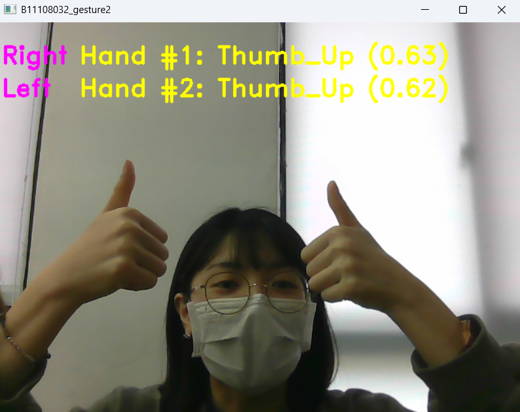 B11108032_gesture2
Right Hand #1: Thumb_Up (0.63)
Left Hand #2: Thumb_Up (0.62)